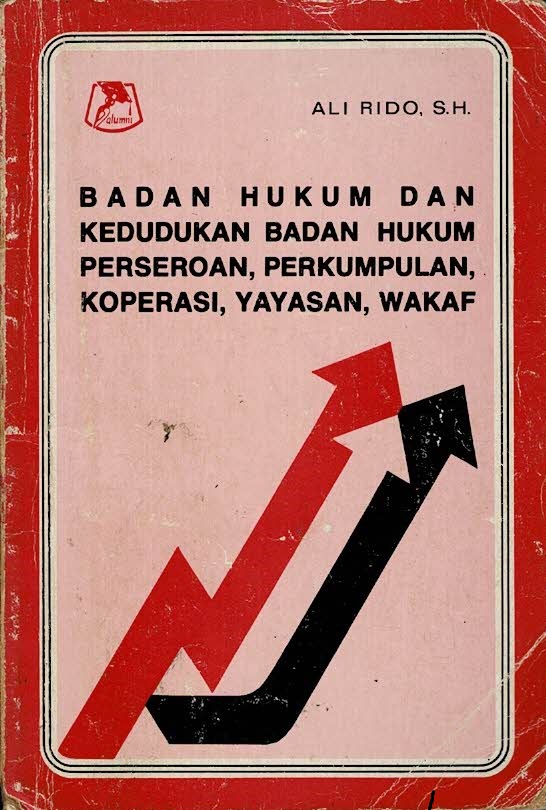 alumni
ALI RIDO, S.H.
BADAN HUKUM DAN
KEDUDUKAN BADAN HUKUM
PERSEROAN, PERKUMPULAN,
KOPERASI, YAYASAN, WAKAF